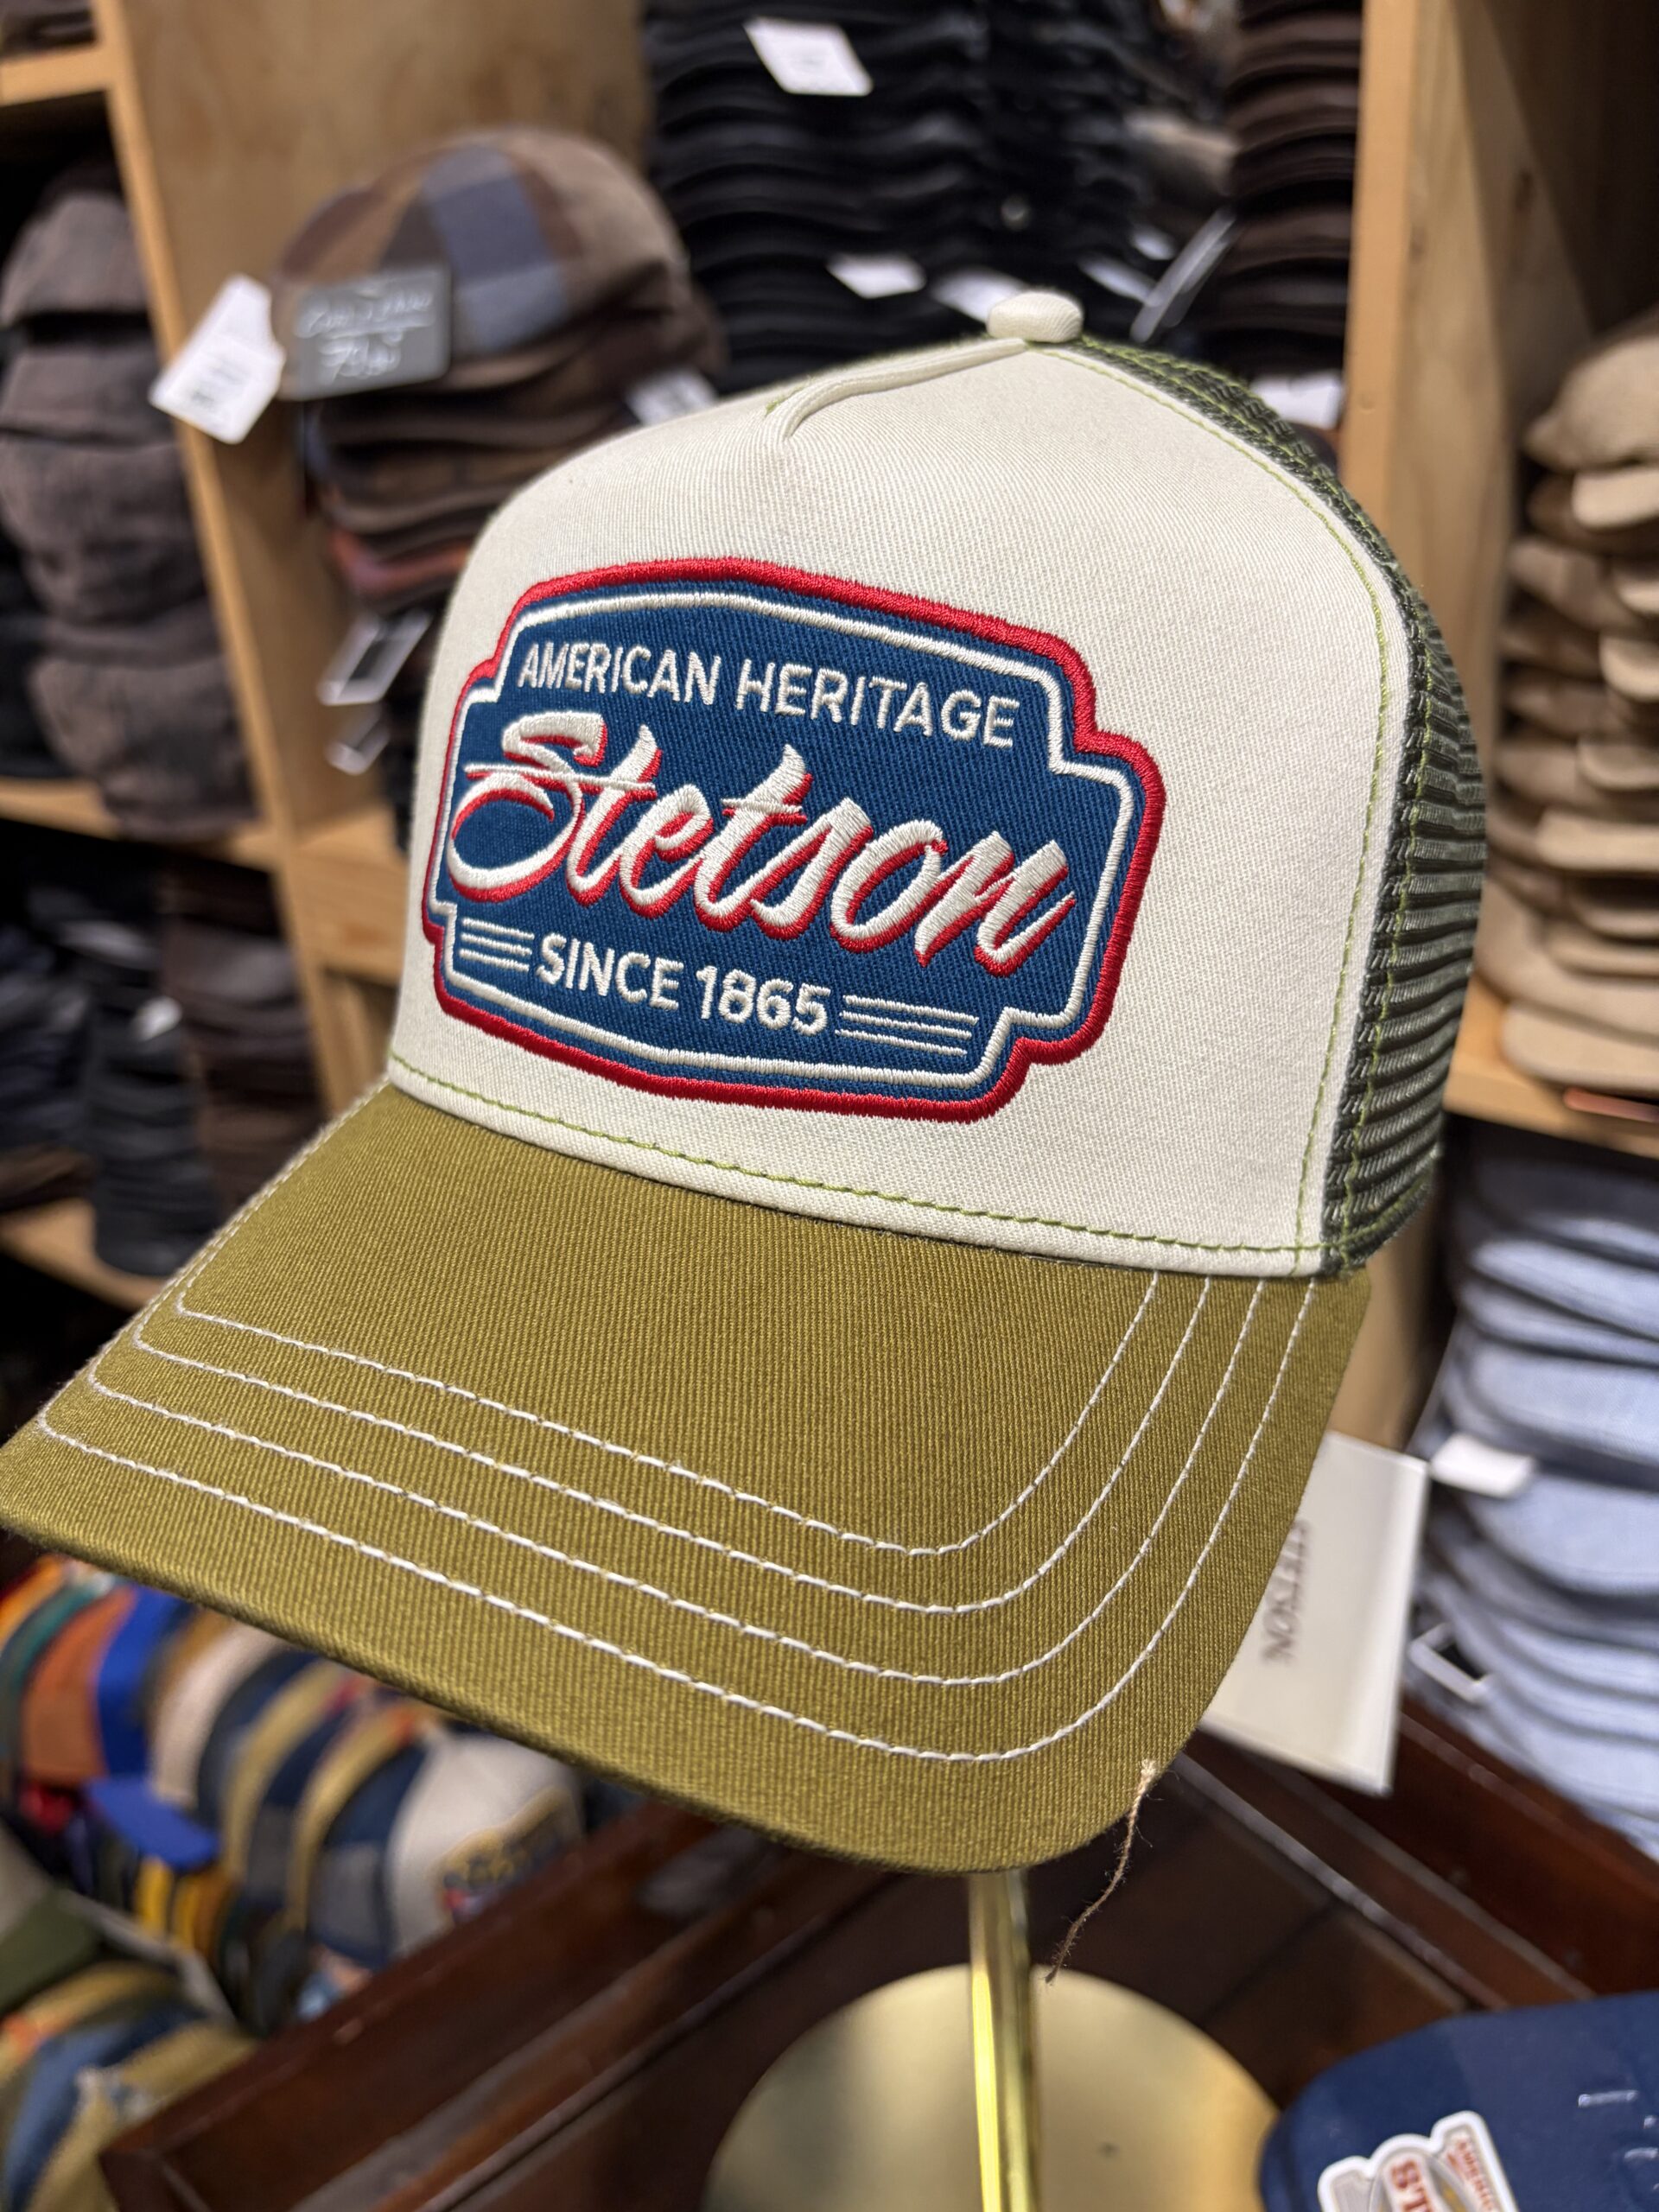 AMERICAN HERITAGE
Stetson
SINCE 1865
STETSON